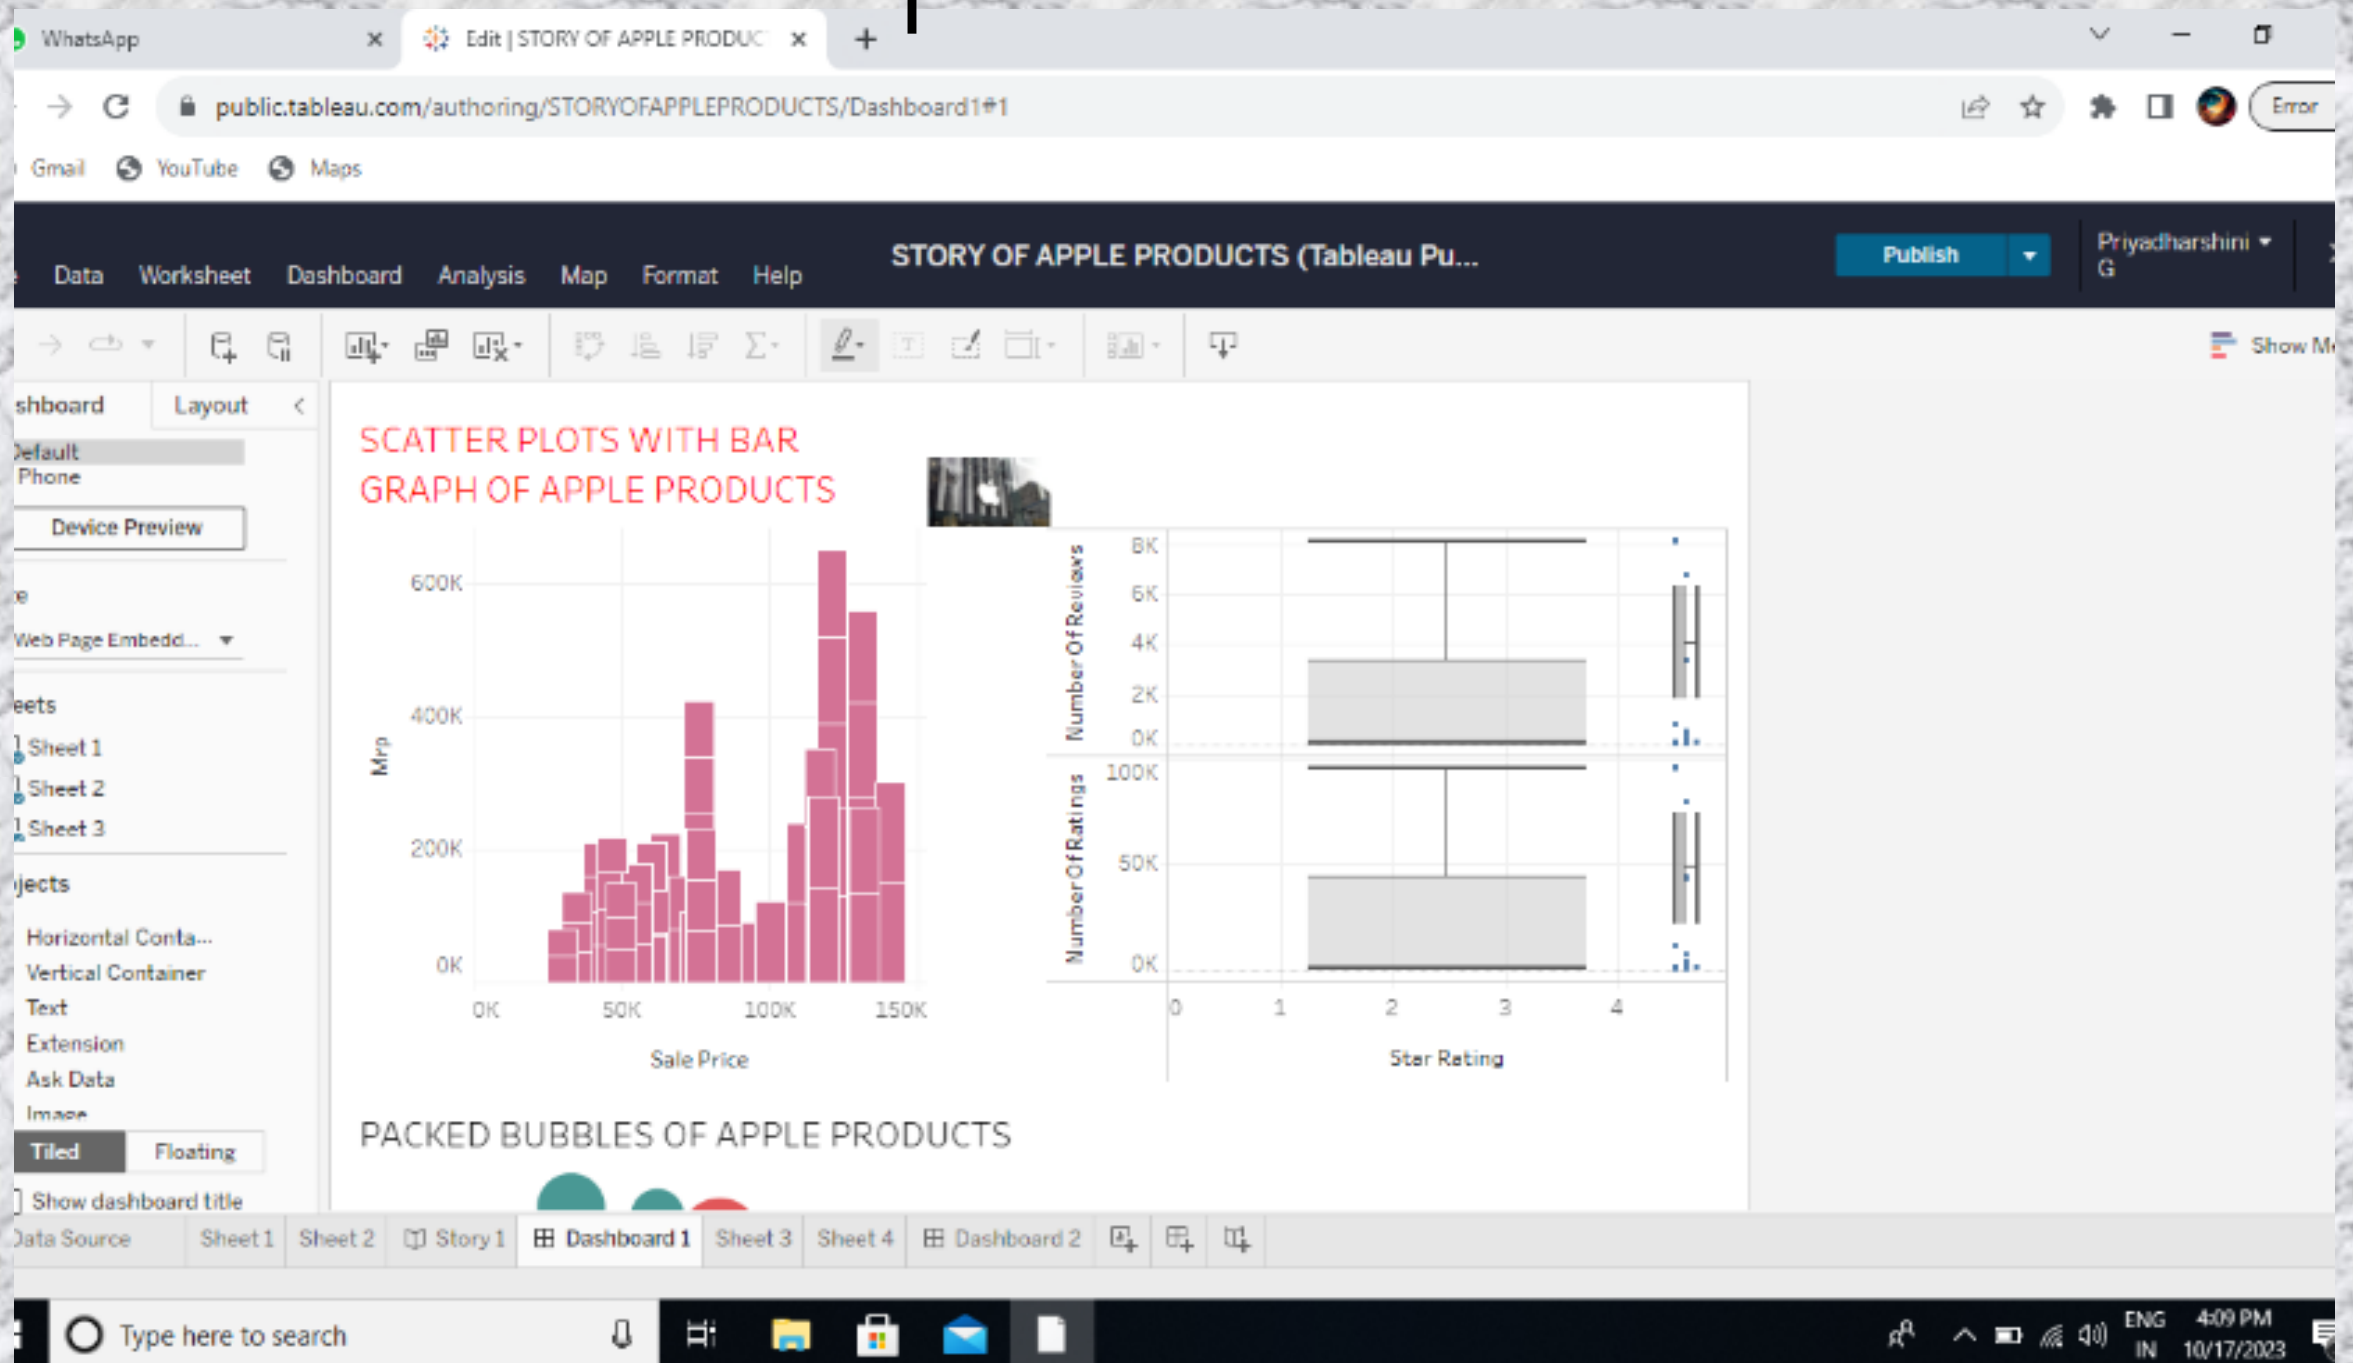 WhatsApp
Edit | STORY OF APPLE PRODUC
public.tableau.com/authoring/STORYOFAPPLEPRODUCTS/Dashboard1#1
Error
Gmail YouTube Maps
STORY OF APPLE PRODUCTS (Tableau Pu...
Publish
Priyadharshini
G
Data Worksheet Dashboard Analysis Map Format Help
Show Me
shboard Layout
Default
Phone
Device Preview
Web Page Embedd...
eets
Sheet 1
Sheet 2
Sheet 3
jects
Horizontal Conta...
Vertical Container
Text
Extension
Ask Data
Image
Tiled Floating
Show dashboard title
SCATTER PLOTS WITH BAR
GRAPH OF APPLE PRODUCTS
600K
400K
200K
0K
Mrp
0K 50K 100K 150K
Sale Price
NumberOfReviews
8K
6K
4K
2K
0K
NumberOfRatings
100K
50K
0K
0 1 2 3 4
Star Rating
PACKED BUBBLES OF APPLE PRODUCTS
Data Source Sheet 1 Sheet 2 Story 1 Dashboard 1 Sheet 3 Sheet 4 Dashboard 2
Type here to search
ENG
IN
4:09 PM
10/17/2023